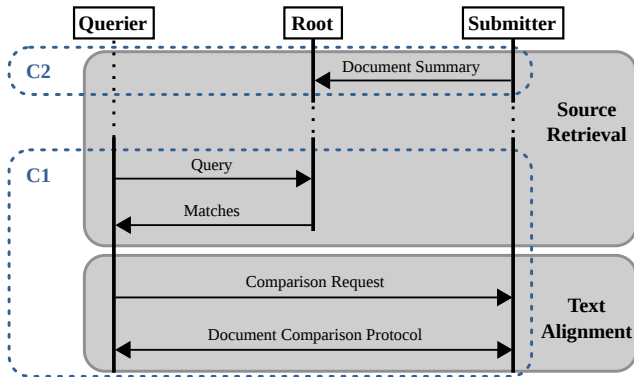 Querier
Root
Submitter
C2
Document Summary
Source
Retrieval
C1
Query
Matches
Comparison Request
Text
Alignment
Document Comparison Protocol